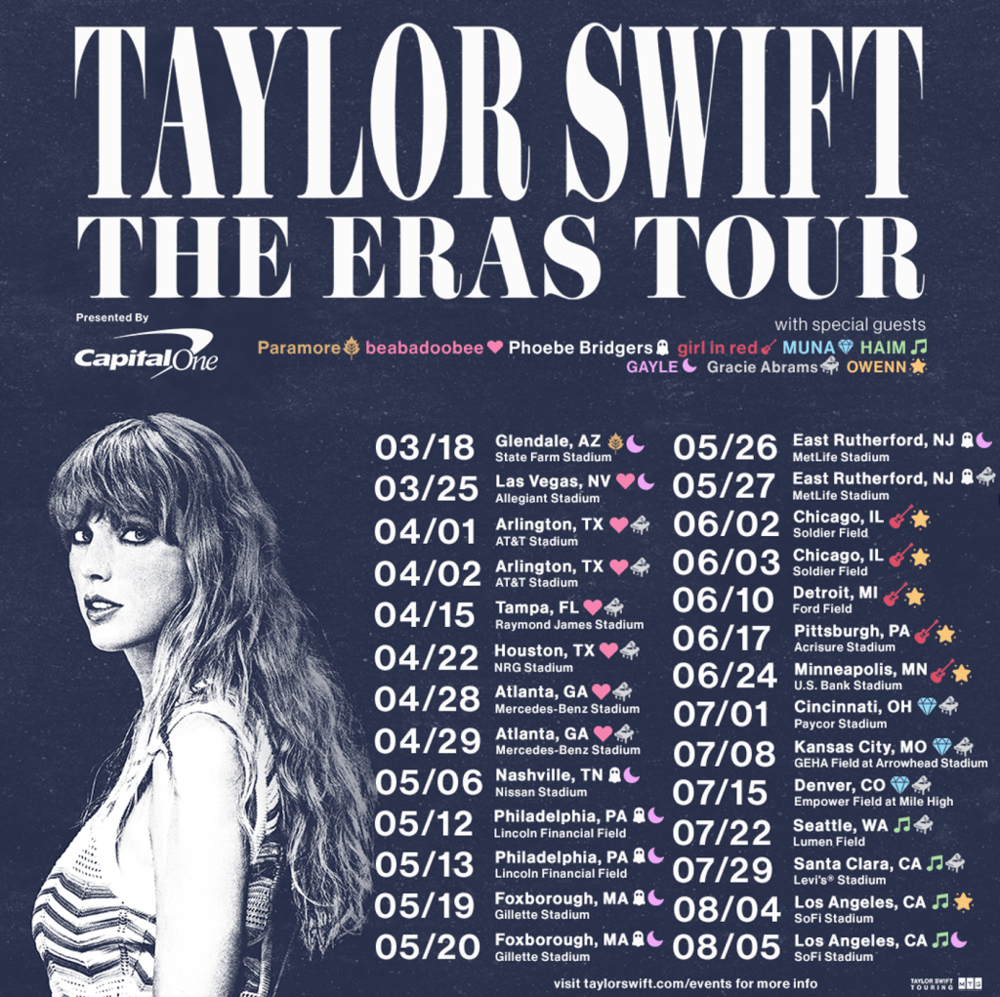 TAYLOR SWIFT
THE ERAS TOUR
Presented By
CapitalOne
with special guests
Paramore beabadoobee Phoebe Bridgers girl in red MUNA HAIM
GAYLE Gracie Abrams OWENN
03/18 Glendale, AZ
State Farm Stadium
03/25 Las Vegas, NV
Allegiant Stadium
04/01 Arlington, TX
AT&T Stadium
04/02 Arlington, TX
AT&T Stadium
04/15 Tampa, FL
Raymond James Stadium
04/22 Houston, TX
NRG Stadium
04/28 Atlanta, GA
Mercedes-Benz Stadium
04/29 Atlanta, GA
Mercedes-Benz Stadium
05/06 Nashville, TN
Nissan Stadium
05/12 Philadelphia, PA
Lincoln Financial Field
05/13 Philadelphia, PA
Lincoln Financial Field
05/19 Foxborough, MA
Gillette Stadium
05/20 Foxborough, MA
Gillette Stadium
05/26 East Rutherford, NJ
MetLife Stadium
05/27 East Rutherford, NJ
MetLife Stadium
06/02 Chicago, IL
Soldier Field
06/03 Chicago, IL
Soldier Field
06/10 Detroit, MI
Ford Field
06/17 Pittsburgh, PA
Acrisure Stadium
06/24 Minneapolis, MN
U.S. Bank Stadium
07/01 Cincinnati, OH
Paycor Stadium
07/08 Kansas City, MO
GEHA Field at Arrowhead Stadium
07/15 Denver, CO
Empower Field at Mile High
07/22 Seattle, WA
Lumen Field
07/29 Santa Clara, CA
Levi's® Stadium
08/04 Los Angeles, CA
SoFi Stadium
08/05 Los Angeles, CA
SoFi Stadium
visit taylorswift.com/events for more info
TAYLOR SWIFT
TOURING